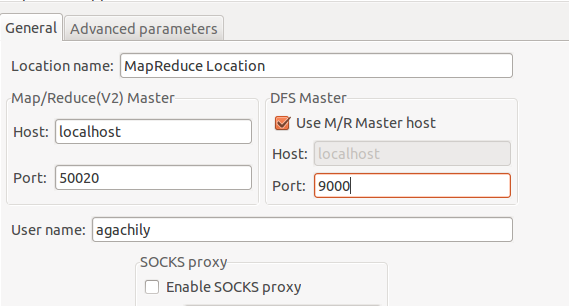 General
Advanced parameters
Location name:
MapReduce Location
Map/Reduce(V2) Master
Host:
localhost
Port:
50020
DFS Master
Use M/R Master host
Host:
localhost
Port:
9000
User name:
agachily
SOCKS proxy
Enable SOCKS proxy